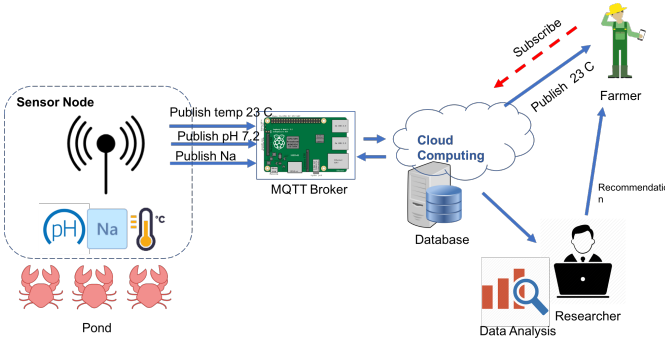 Sensor Node
Publish temp 23 C
Publish pH 7,2
Publish Na
pH
Na
°C
Pond
MQTT Broker
Cloud
Computing
Database
Subscribe
Publish 23 C
Farmer
Recommendatio
n
Researcher
Data Analysis